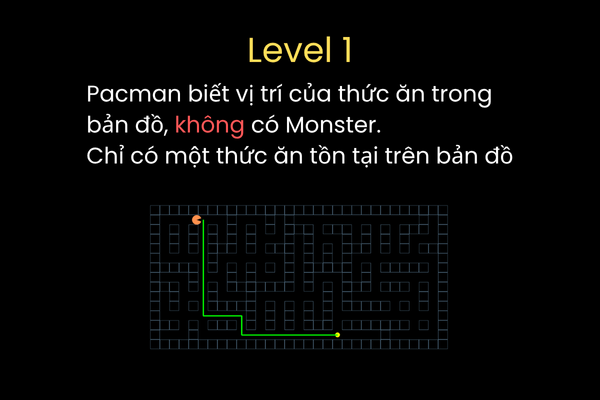 Level 1
Pacman biết vị trí của thức ăn trong
bản đồ, không có Monster.
Chỉ có một thức ăn tồn tại trên bản đồ